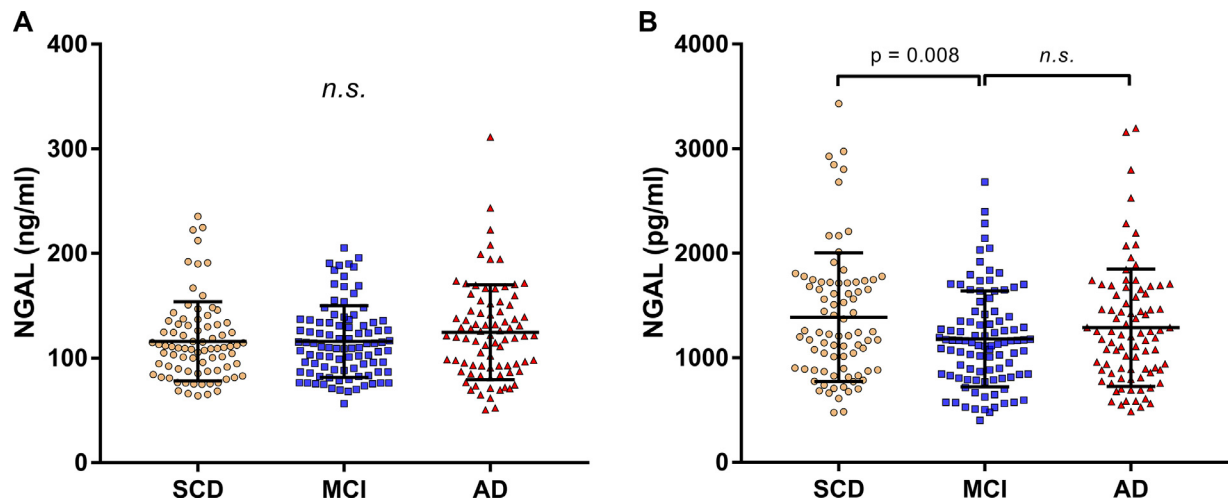 A
NGAL (ng/ml)
400
300
200
100
0
n.s.
SCD
MCI
AD
B
NGAL (pg/ml)
4000
3000
2000
1000
0
p = 0.008
n.s.
SCD
MCI
AD